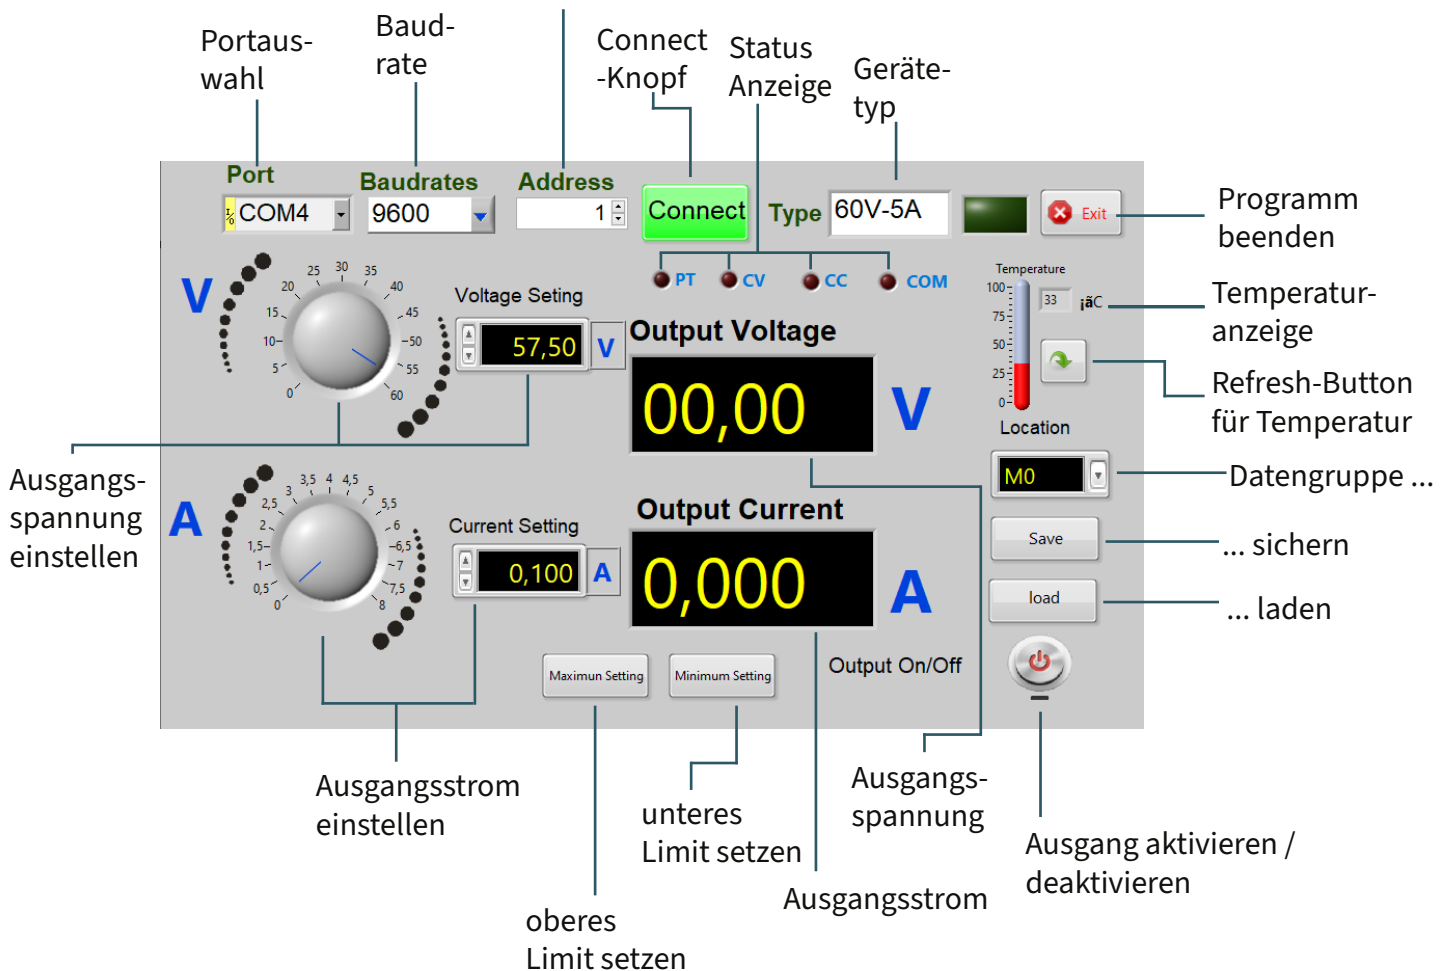 Portaus-
wahl
Baud-
rate
Connect
-Knopf
Status
Anzeige
Geräte-
typ
Port
Baudrates
Address
COM4
9600
1
Connect
Type
60V-5A
Exit
Programm
beenden
PT
CV
CC
COM
V
0
5
10
15
20
25
30
35
40
45
50
55
60
Voltage Seting
57,50
V
Output Voltage
00,00
V
Temperature
100
75
50
25
0
33
¡ãC
Temperatur-
anzeige
Refresh-Button
für Temperatur
Location
M0
Datengruppe ...
Save
... sichern
load
... laden
Ausgangs-
spannung
einstellen
A
0
0,5
1
1,5
2
2,5
3
3,5
4
4,5
5
5,5
6
6,5
7
7,5
8
Current Setting
0,100
A
Output Current
0,000
A
Maximun Setting
Minimum Setting
Output On/Off
Ausgangsstrom
einstellen
unteres
Limit setzen
Ausgangs-
spannung
Ausgang aktivieren /
deaktivieren
Ausgangsstrom
oberes
Limit setzen